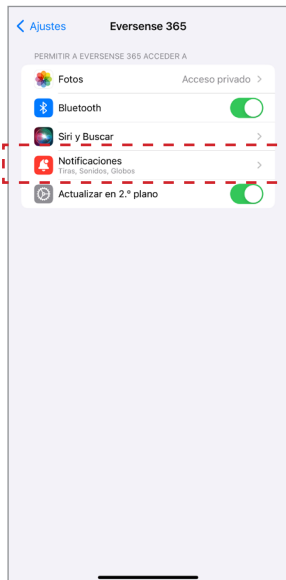 Ajustes
Eversense 365
PERMITIR A EVERSENSE 365 ACCEDER A
Fotos
Acceso privado
Bluetooth
Siri y Buscar
Notificaciones
Tiras, Sonidos, Globos
Actualizar en 2.º plano